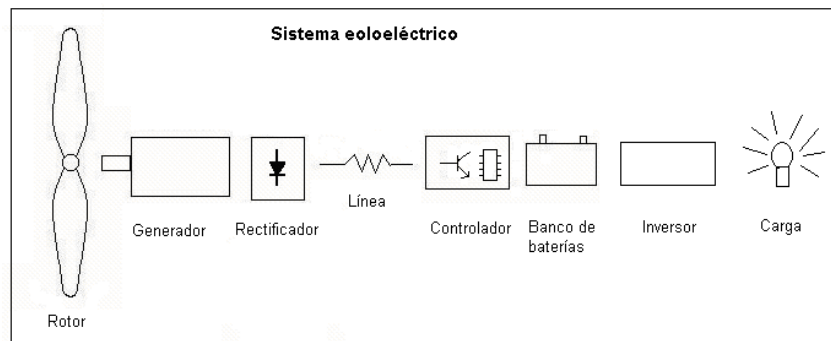 Sistema eoloeléctrico
Línea
Generador
Rectificador
Controlador
Banco de
baterías
Inversor
Carga
Rotor